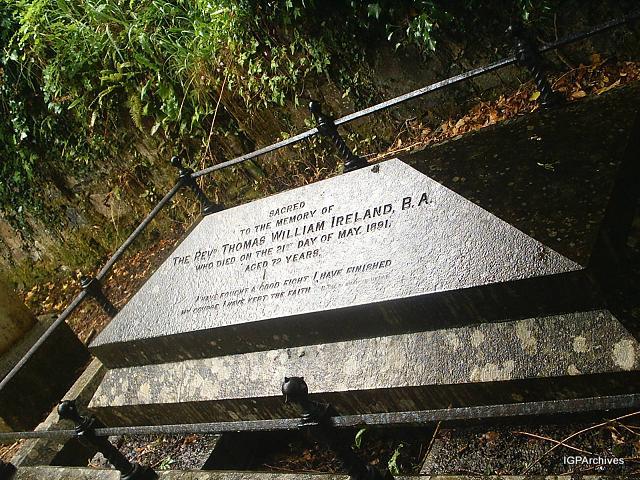 SACRED
TO THE MEMORY OF
THE REVD THOMAS WILLIAM IRELAND, B.A.
WHO DIED ON THE 21ST DAY OF MAY, 1891,
AGED 72 YEARS.
I HAVE FOUGHT A GOOD FIGHT, I HAVE FINISHED
MY COURSE, I HAVE KEPT THE FAITH
IGPArchives